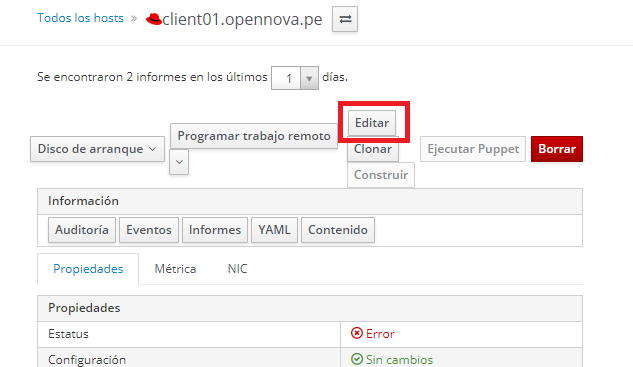 Todos los hosts » client01.opennova.pe
Se encontraron 2 informes en los últimos 1 días.
Editar
Programar trabajo remoto
Disco de arranque Clonar Ejecutar Puppet Borrar
Construir
Información
Auditoría Eventos Informes YAML Contenido
Propiedades Métrica NIC
Propiedades
Estatus Error
Configuración Sin cambios